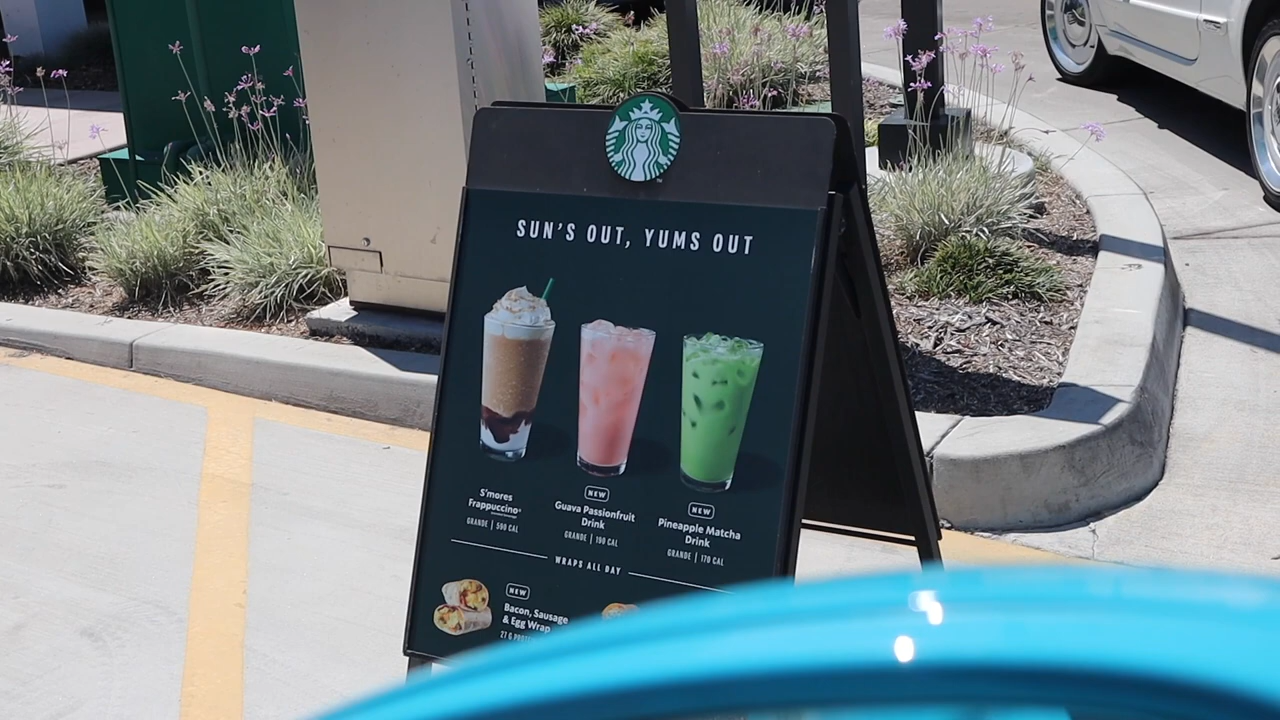 SUN'S OUT, YUMS OUT
S'mores
Frappuccino®
GRANDE | 500 CAL
NEW
Guava Passionfruit
Drink
GRANDE | 190 CAL
NEW
Pineapple Matcha
Drink
GRANDE | 170 CAL
WRAPS ALL DAY
NEW
Bacon, Sausage
& Egg Wrap